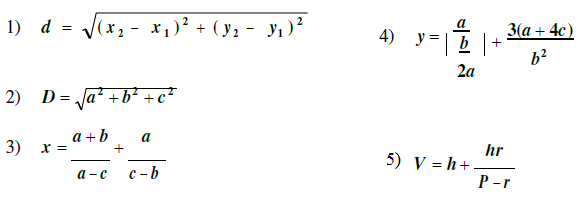 1) d = √(x₂ - x₁)² + (y₂ - y₁)²
2) D = √a² + b² + c²
3) x = (a + b)/(a - c) + a/(c - b)
4) y = | (a/b)/2a | + 3(a + 4c)/b²
5) V = h + hr/(P - r)